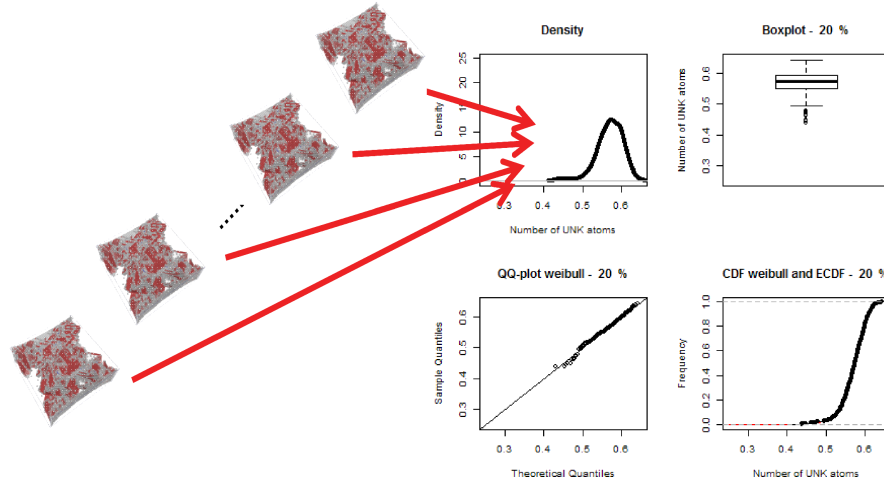 Density
Density
25
20
15
10
5
0
0.3 0.4 0.5 0.6
Number of UNK atoms
Boxplot - 20 %
Number of UNK atoms
0.6
0.5
0.4
0.3
QQ-plot weibull - 20 %
Sample Quantiles
0.6
0.5
0.4
0.3
0.3 0.4 0.5 0.6
Theoretical Quantiles
CDF weibull and ECDF - 20 %
Frequency
1.0
0.8
0.6
0.4
0.2
0.0
0.3 0.4 0.5 0.6
Number of UNK atoms